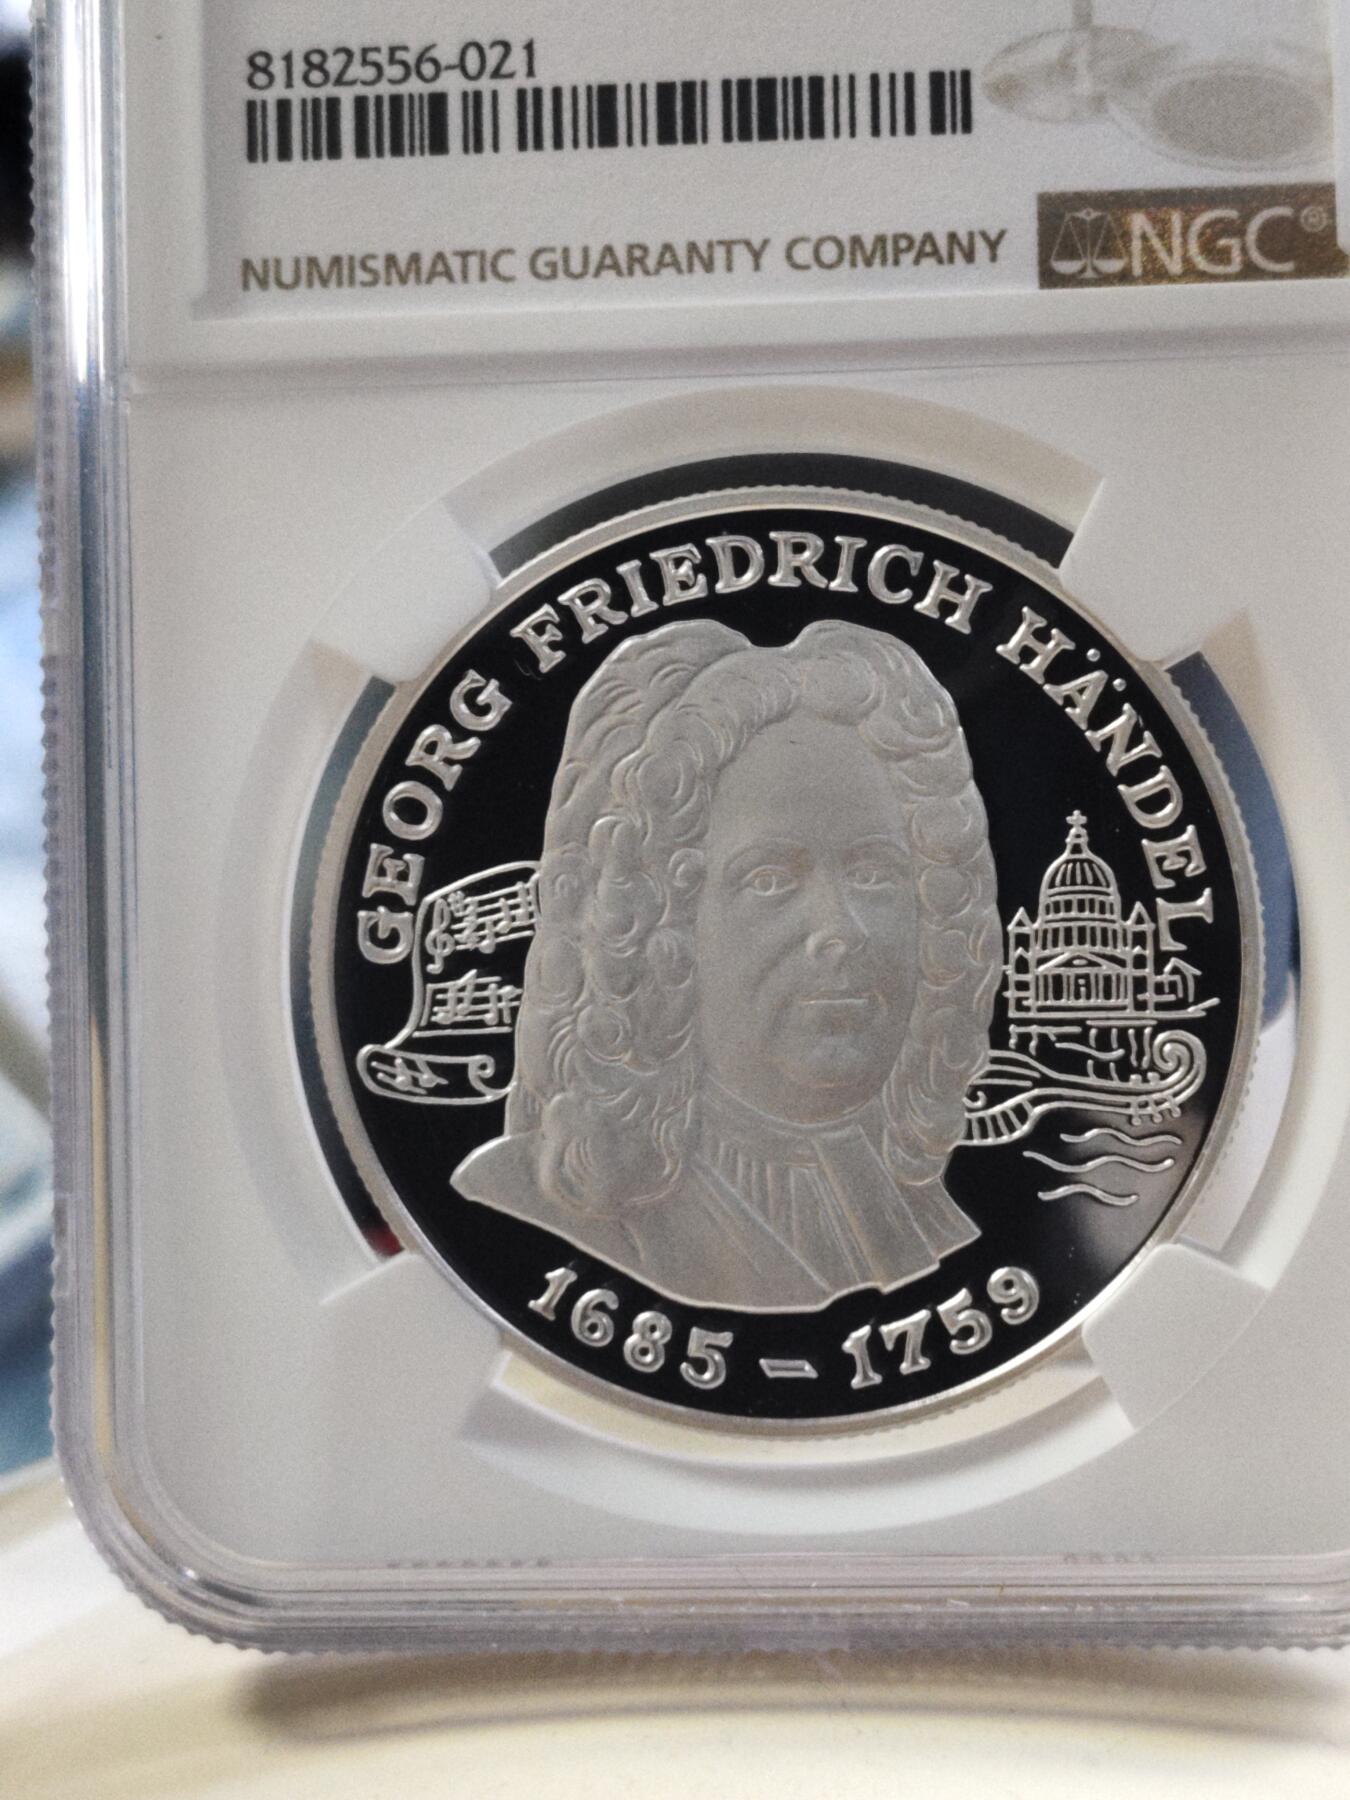 8182556-021
NUMISMATIC GUARANTY COMPANY
NGC®
GEORG FRIEDRICH HÄNDEL
1685 – 1759